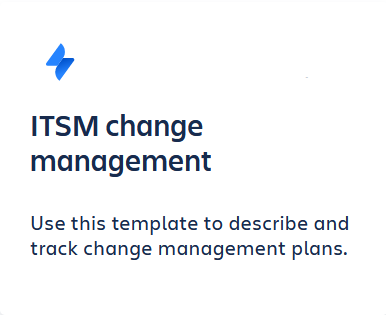 ITSM change
management
Use this template to describe and
track change management plans.